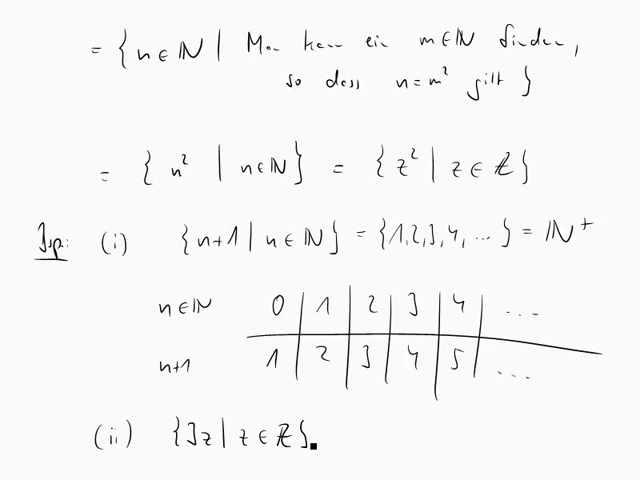 = {n ∈ ℕ | Man kann ein m ∈ ℕ finden,
so dass n = m² gilt}
= {n² | n ∈ ℕ} = {z² | z ∈ ℤ}
Bsp: (i) {n+1 | n ∈ ℕ} = {1,2,3,4, ...} = ℕ⁺
n ∈ ℕ 0 | 1 | 2 | 3 | 4 | ...
n+1 1 | 2 | 3 | 4 | 5 | ...
(ii) {3z | z ∈ ℤ}